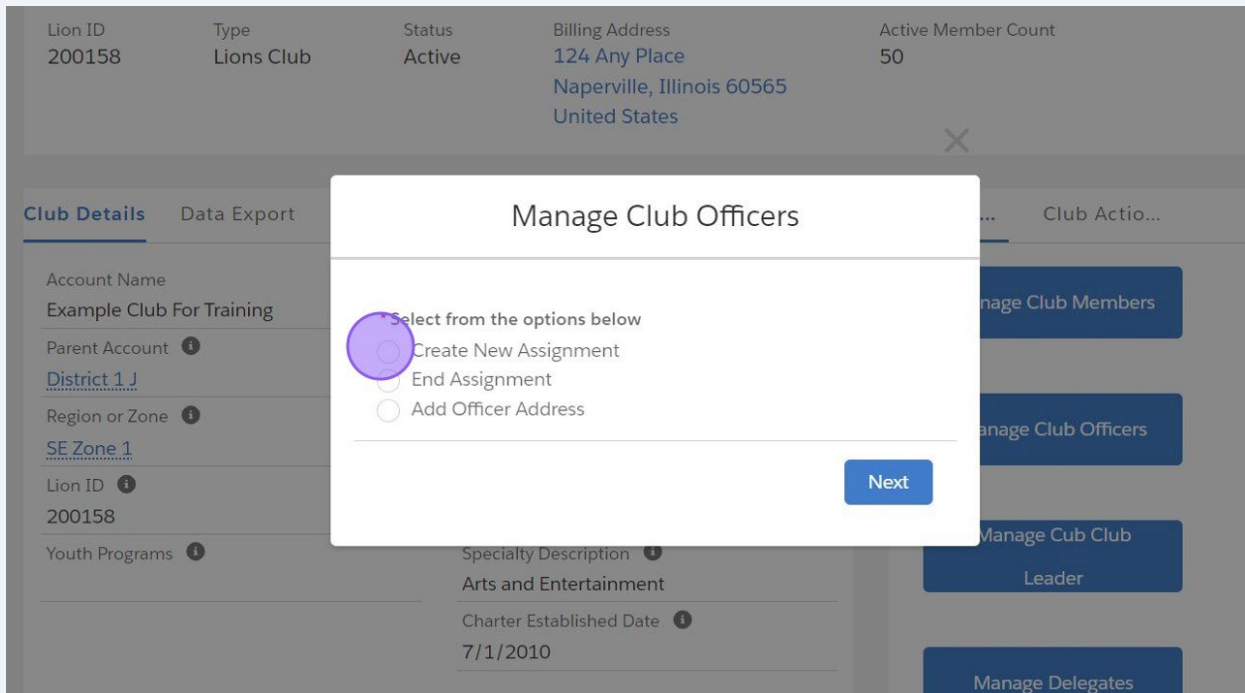 Lion ID
200158
Type
Lions Club
Status
Active
Billing Address
124 Any Place
Naperville, Illinois 60565
United States
Active Member Count
50
Club Details
Data Export
Account Name
Example Club For Training
Parent Account
District 1 J
Region or Zone
SE Zone 1
Lion ID
200158
Youth Programs
Manage Club Officers
*Select from the options below
Create New Assignment
End Assignment
Add Officer Address
Next
Specialty Description
Arts and Entertainment
Charter Established Date
7/1/2010
...
Club Actio...
nage Club Members
anage Club Officers
Manage Cub Club
Leader
Manage Delegates